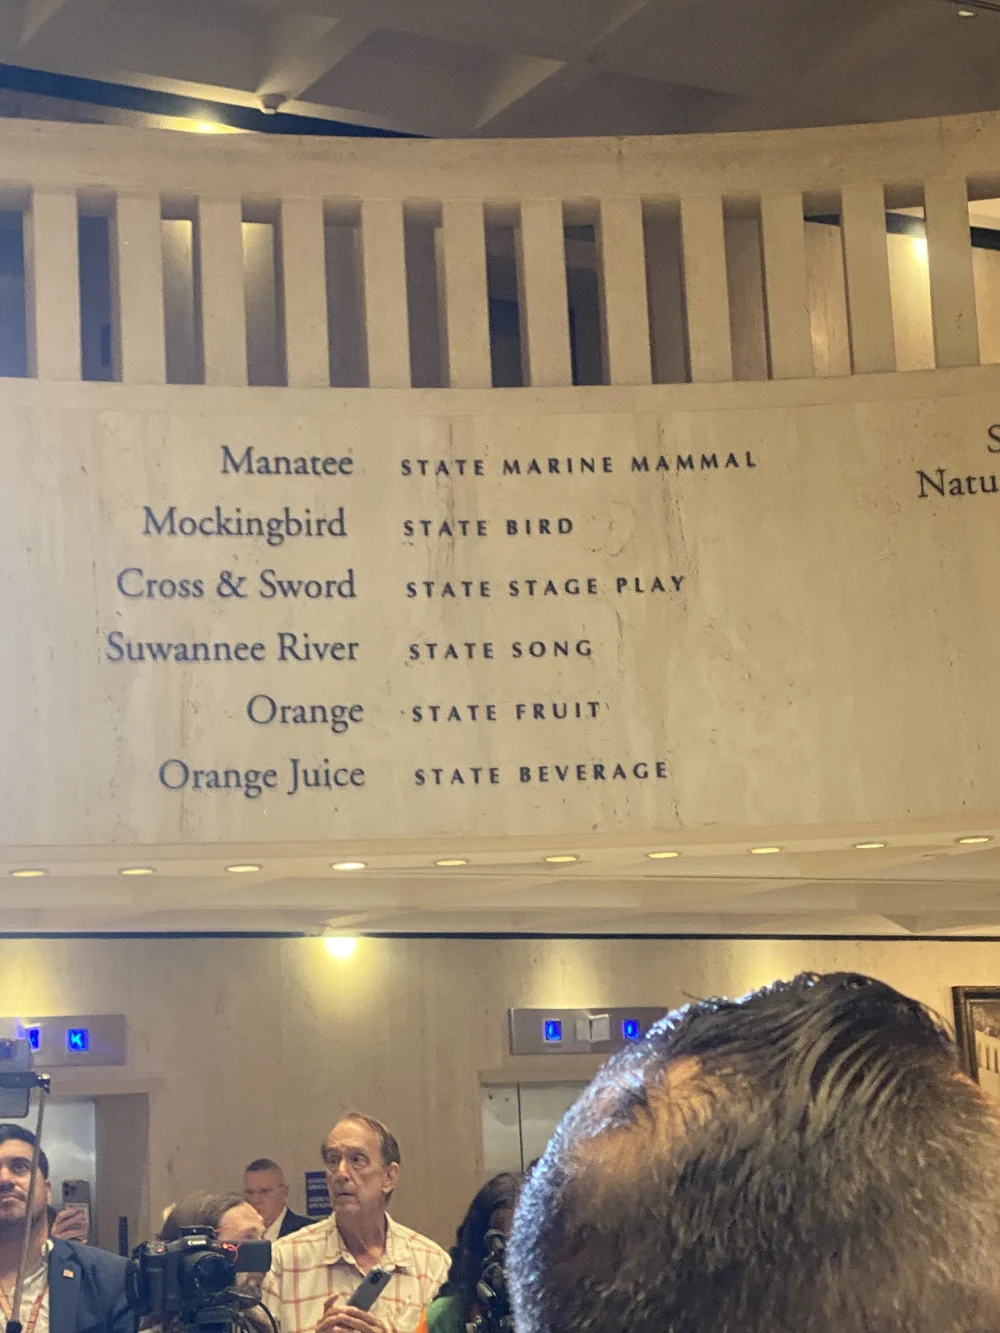 Manatee STATE MARINE MAMMAL
Mockingbird STATE BIRD
Cross & Sword STATE STAGE PLAY
Suwannee River STATE SONG
Orange STATE FRUIT
Orange Juice STATE BEVERAGE
S
Natu
K
L